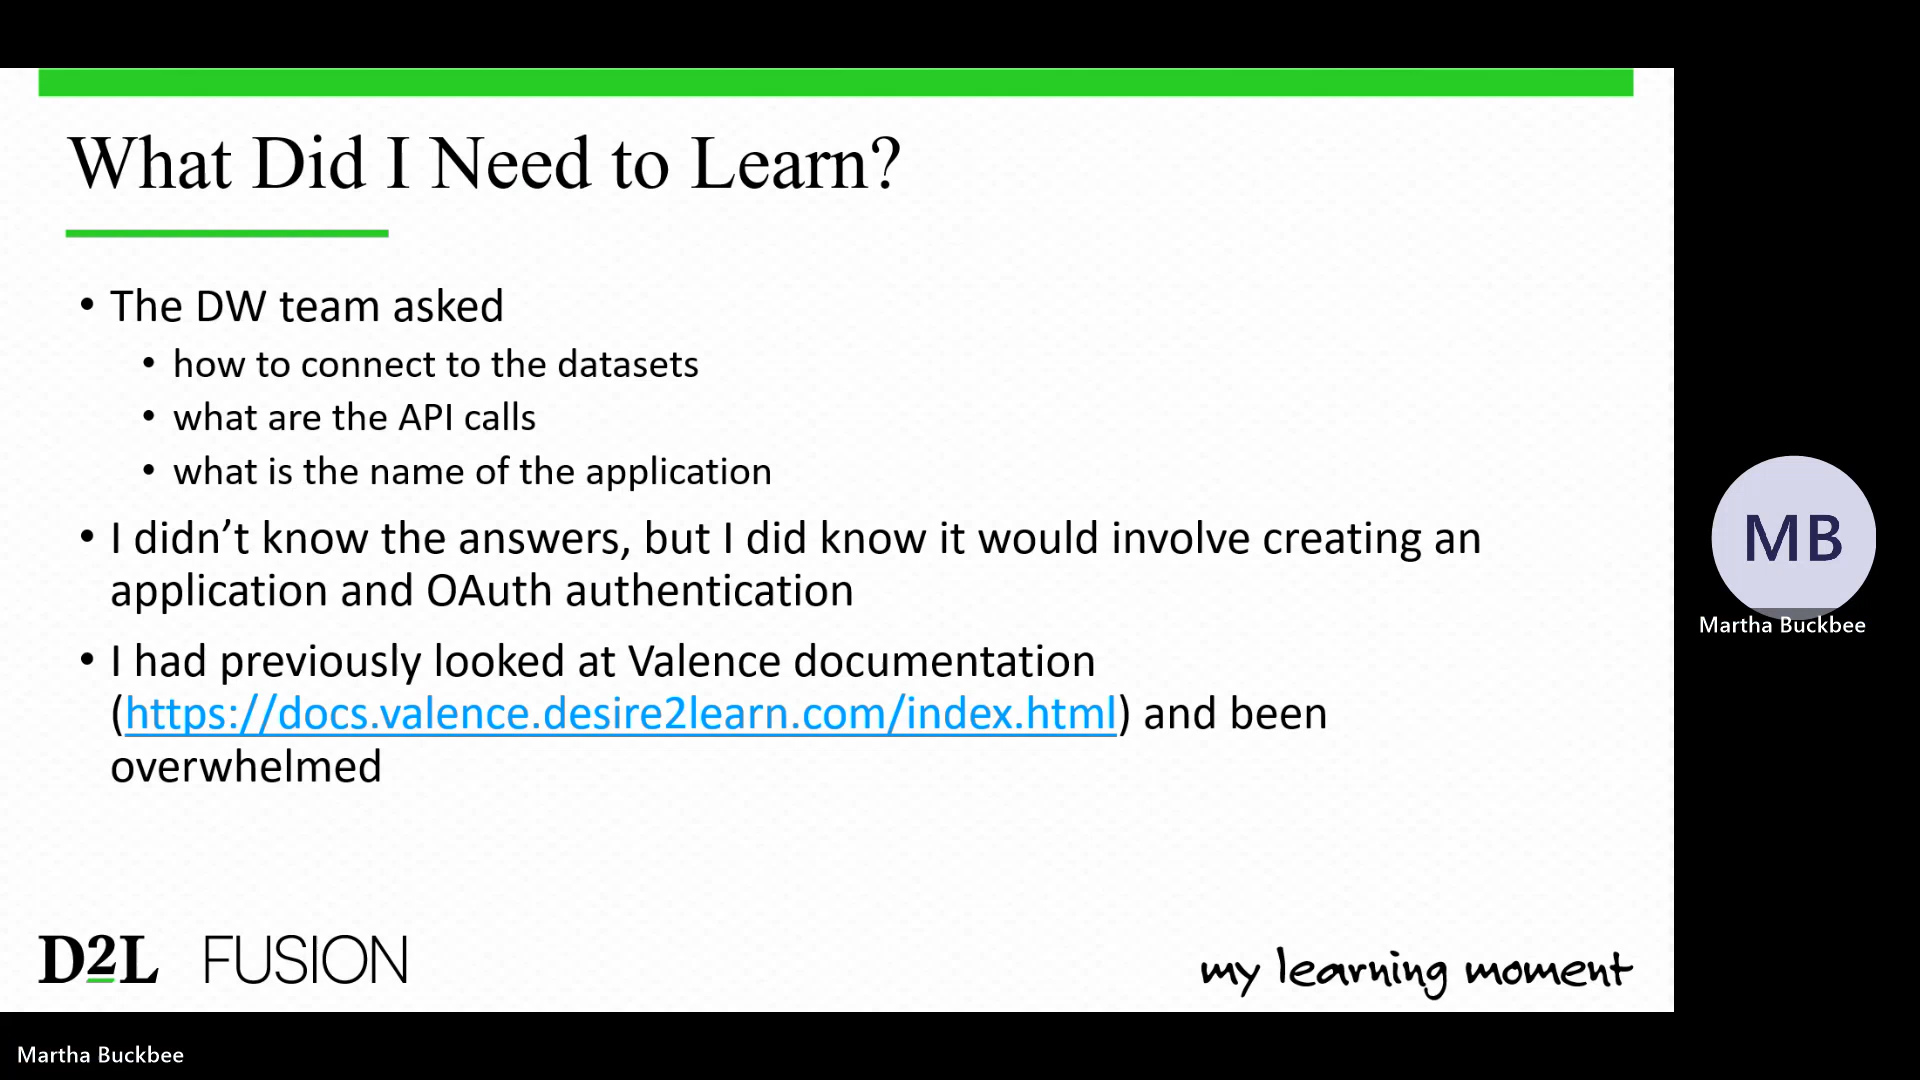 What Did I Need to Learn?
• The DW team asked
• how to connect to the datasets
• what are the API calls
• what is the name of the application
• I didn’t know the answers, but I did know it would involve creating an
application and OAuth authentication
• I had previously looked at Valence documentation
(https://docs.valence.desire2learn.com/index.html) and been
overwhelmed
D2L FUSION
my learning moment
MB
Martha Buckbee
Martha Buckbee